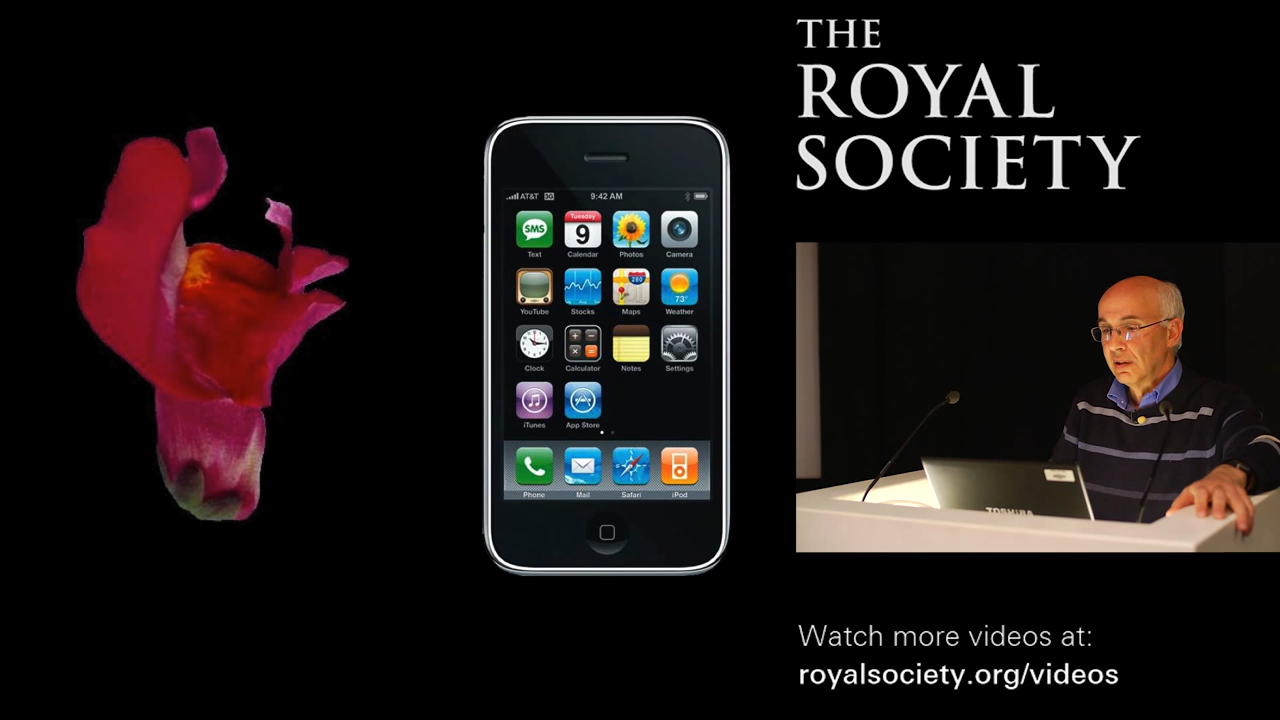 THE
ROYAL
SOCIETY
AT&T 3G 9:42 AM
SMS
Tuesday
9
280
73°
Text Calendar Photos Camera
YouTube Stocks Maps Weather
Clock Calculator Notes Settings
iTunes App Store
Phone Mail Safari iPod
TOSHIBA
Watch more videos at:
royalsociety.org/videos